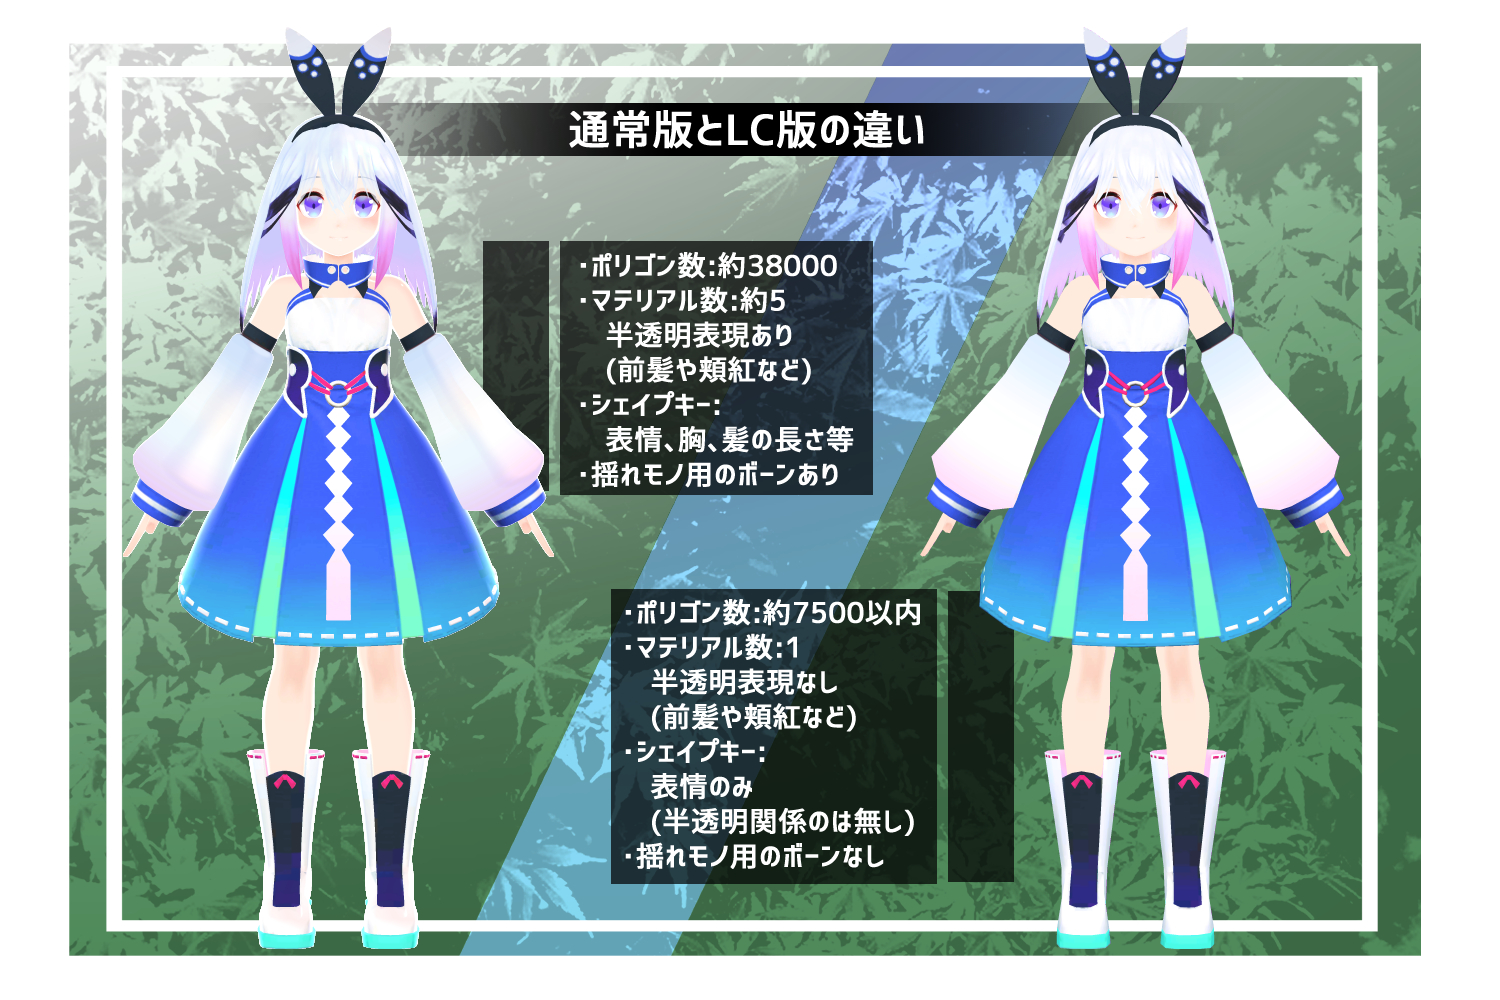 通常版とLC版の違い
・ポリゴン数:約38000
・マテリアル数:約5
半透明表現あり
(前髪や頬紅など)
・シェイプキー:
表情、胸、髪の長さ等
・揺れモノ用のボーンあり
・ポリゴン数:約7500以内
・マテリアル数:1
半透明表現なし
(前髪や頬紅など)
・シェイプキー:
表情のみ
(半透明関係のは無し)
・揺れモノ用のボーンなし